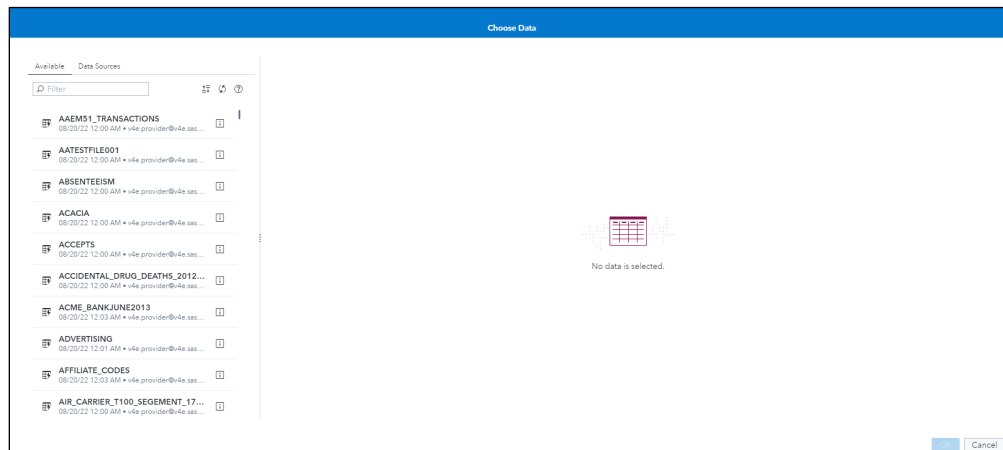 Choose Data
Available Data Sources
Filter
AAEM51_TRANSACTIONS
08/20/22 12:00 AM • v4e.provider@v4e.sas...
AATESTFILE001
08/20/22 12:00 AM • v4e.provider@v4e.sas...
ABSENTEEISM
08/20/22 12:00 AM • v4e.provider@v4e.sas...
ACACIA
08/20/22 12:00 AM • v4e.provider@v4e.sas...
ACCEPTS
08/20/22 12:00 AM • v4e.provider@v4e.sas...
ACCIDENTAL_DRUG_DEATHS_2012...
08/20/22 12:00 AM • v4e.provider@v4e.sas...
ACME_BANKJUNE2013
08/20/22 12:03 AM • v4e.provider@v4e.sas...
ADVERTISING
08/20/22 12:01 AM • v4e.provider@v4e.sas...
AFFILIATE_CODES
08/20/22 12:03 AM • v4e.provider@v4e.sas...
AIR_CARRIER_T100_SEGEMENT_17...
08/20/22 12:00 AM • v4e.provider@v4e.sas...
No data is selected.
OK Cancel